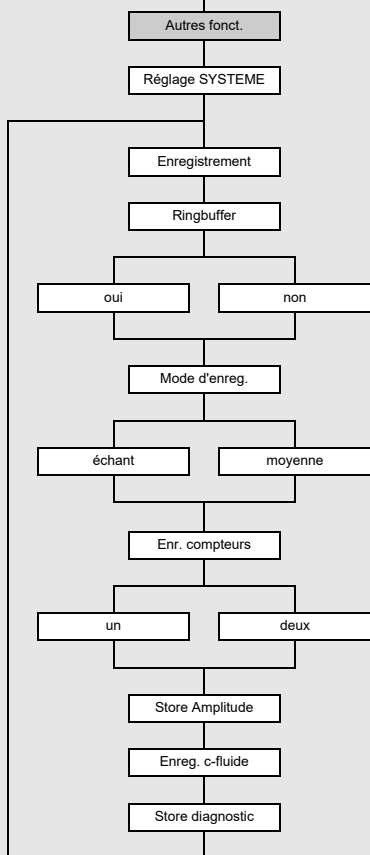 Autres fonct.
Réglage SYSTEME
Enregistrement
Ringbuffer
oui
non
Mode d'enreg.
échant
moyenne
Enr. compteurs
un
deux
Store Amplitude
Enreg. c-fluide
Store diagnostic